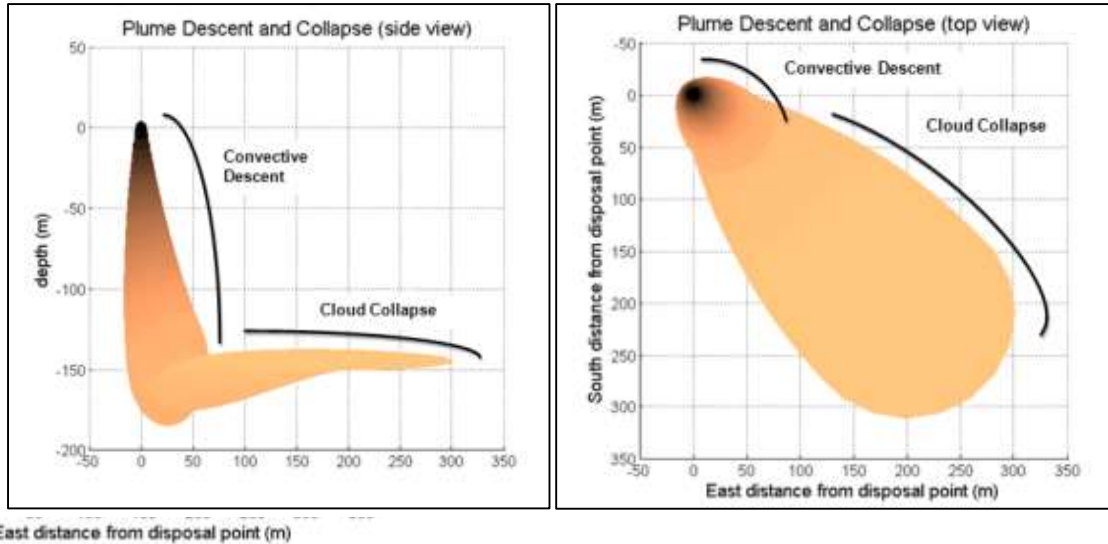 Plume Descent and Collapse (side view)
50
0
-50
-100
-150
-200
depth (m)
Convective
Descent
Cloud Collapse
-50 0 50 100 150 200 250 300 350
East distance from disposal point (m)
Plume Descent and Collapse (top view)
-50
0
50
100
150
200
250
300
350
South distance from disposal point (m)
Convective Descent
Cloud Collapse
-50 0 50 100 150 200 250 300 350
East distance from disposal point (m)